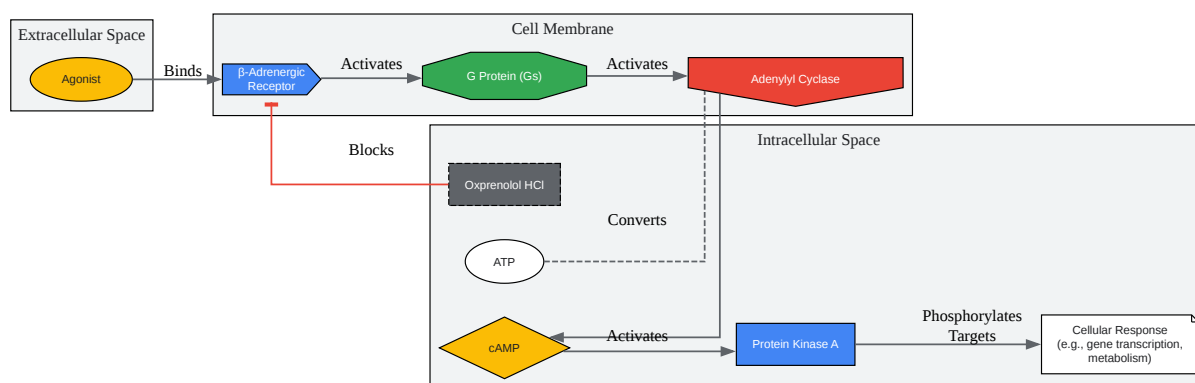 Extracellular Space
Agonist
Binds
Cell Membrane
β-Adrenergic
Receptor
Activates
G Protein (Gs)
Activates
Adenylyl Cyclase
Intracellular Space
Blocks
Oxprenolol HCl
Converts
ATP
cAMP
Activates
Protein Kinase A
Phosphorylates
Targets
Cellular Response
(e.g., gene transcription,
metabolism)